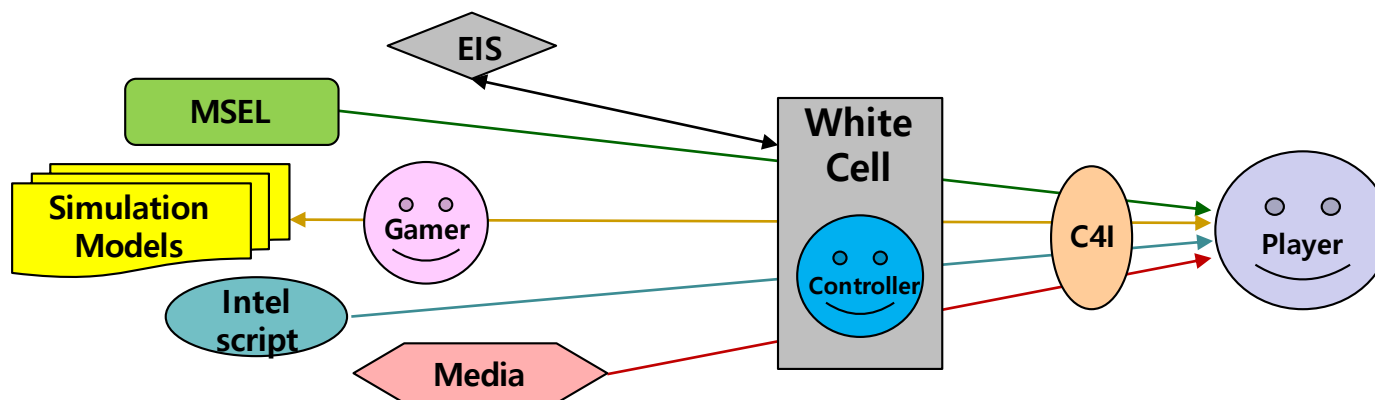 EIS
MSEL
White
Cell
Simulation
Models
Gamer
C4I
Player
Controller
Intel
script
Media